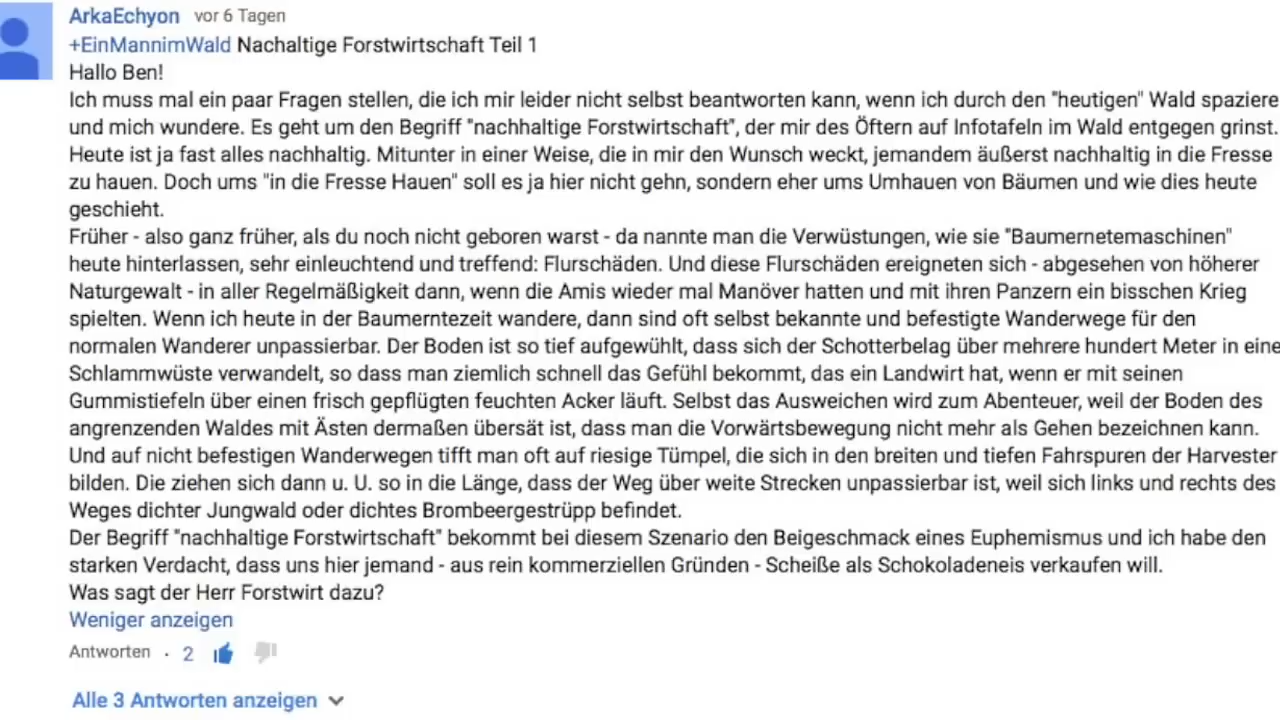 ArkaEchyon vor 6 Tagen
+EinMannimWald Nachaltige Forstwirtschaft Teil 1
Hallo Ben!
Ich muss mal ein paar Fragen stellen, die ich mir leider nicht selbst beantworten kann, wenn ich durch den "heutigen" Wald spaziere
und mich wundere. Es geht um den Begriff "nachhaltige Forstwirtschaft", der mir des Öftern auf Infotafeln im Wald entgegen grinst.
Heute ist ja fast alles nachhaltig. Mitunter in einer Weise, die in mir den Wunsch weckt, jemandem äußerst nachhaltig in die Fresse
zu hauen. Doch ums "in die Fresse Hauen" soll es ja hier nicht gehn, sondern eher ums Umhauen von Bäumen und wie dies heute
geschieht.
Früher - also ganz früher, als du noch nicht geboren warst - da nannte man die Verwüstungen, wie sie "Baumernetemaschinen"
heute hinterlassen, sehr einleuchtend und treffend: Flurschäden. Und diese Flurschäden ereigneten sich - abgesehen von höherer
Naturgewalt - in aller Regelmäßigkeit dann, wenn die Amis wieder mal Manöver hatten und mit ihren Panzern ein bisschen Krieg
spielten. Wenn ich heute in der Baumerntezeit wandere, dann sind oft selbst bekannte und befestigte Wanderwege für den
normalen Wanderer unpassierbar. Der Boden ist so tief aufgewühlt, dass sich der Schotterbelag über mehrere hundert Meter in eine
Schlammwüste verwandelt, so dass man ziemlich schnell das Gefühl bekommt, das ein Landwirt hat, wenn er mit seinen
Gummistiefeln über einen frisch gepflügten feuchten Acker läuft. Selbst das Ausweichen wird zum Abenteuer, weil der Boden des
angrenzenden Waldes mit Ästen dermaßen übersät ist, dass man die Vorwärtsbewegung nicht mehr als Gehen bezeichnen kann.
Und auf nicht befestigen Wanderwegen tifft man oft auf riesige Tümpel, die sich in den breiten und tiefen Fahrspuren der Harvester
bilden. Die ziehen sich dann u. U. so in die Länge, dass der Weg über weite Strecken unpassierbar ist, weil sich links und rechts des
Weges dichter Jungwald oder dichtes Brombeergestrüpp befindet.
Der Begriff "nachhaltige Forstwirtschaft" bekommt bei diesem Szenario den Beigeschmack eines Euphemismus und ich habe den
starken Verdacht, dass uns hier jemand - aus rein kommerziellen Gründen - Scheiße als Schokoladeneis verkaufen will.
Was sagt der Herr Forstwirt dazu?
Weniger anzeigen
Antworten · 2
Alle 3 Antworten anzeigen